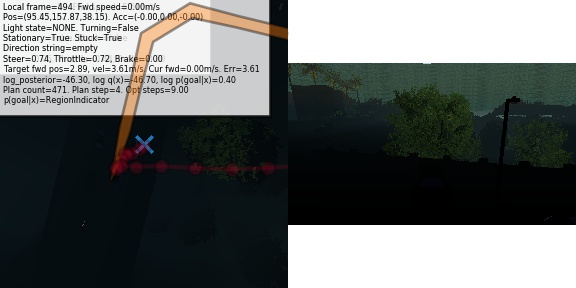 Local frame=494. Fwd speed=0.00m/s
Pos=(95.45,157.87,38.15). Acc=(-0.00,0.00,-0.00)
Light state=NONE. Turning=False
Stationary=True. Stuck=True
Direction string=empty
Steer=0.74, Throttle=0.72, Brake=0.00
Target fwd pos=2.89, vel=3.61m/s. Cur fwd=0.00m/s. Err=3.61
log_posterior=-46.30, log q(x)=-46.70, log p(goal|x)=0.40
Plan count=471. Plan step=4. Opt steps=9.00
p(goal|x)=RegionIndicator